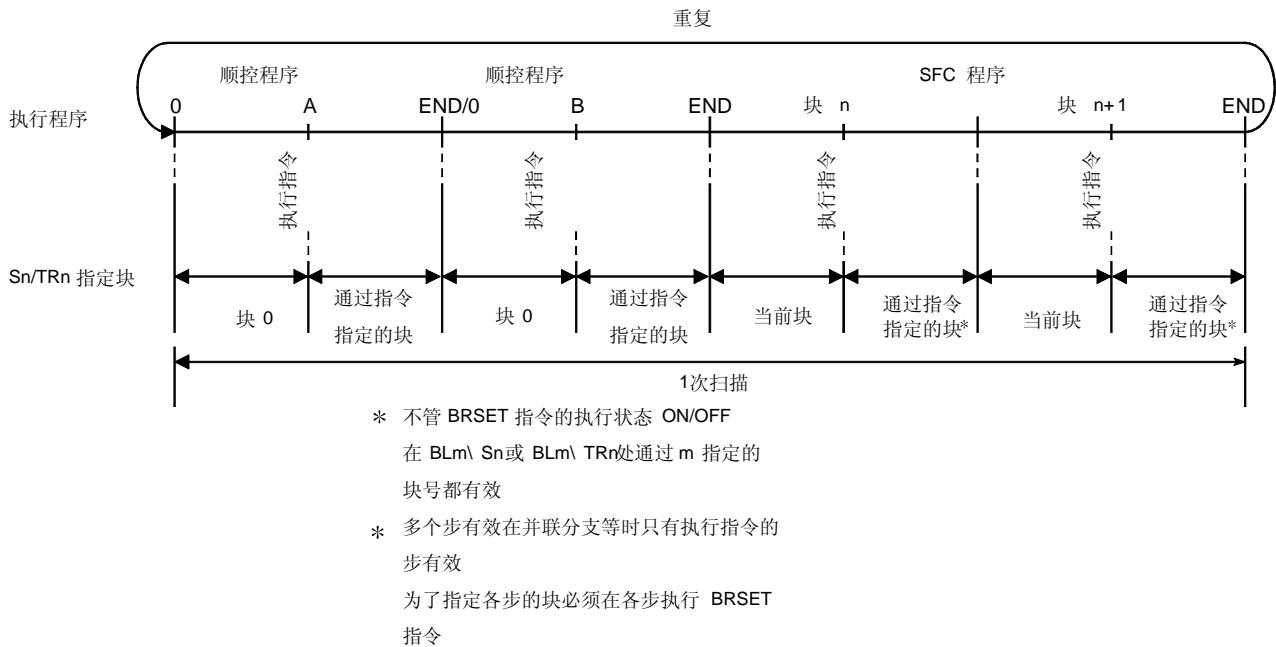 重复
顺控程序 顺控程序 SFC 程序
执行程序 0 A END/0 B END 块 n 块 n+1 END
执行指令 执行指令 执行指令 执行指令
Sn/TRn 指定块
块 0 通过指令 指定的块 块 0 通过指令 指定的块 当前块 通过指令 指定的块* 当前块 通过指令 指定的块*
1次扫描
* 不管 BRSET 指令的执行状态 ON/OFF
在 BLm\ Sn或 BLm\ TRn处通过 m 指定的
块号都有效
* 多个步有效在并联分支等时只有执行指令的
步有效
为了指定各步的块必须在各步执行 BRSET
指令